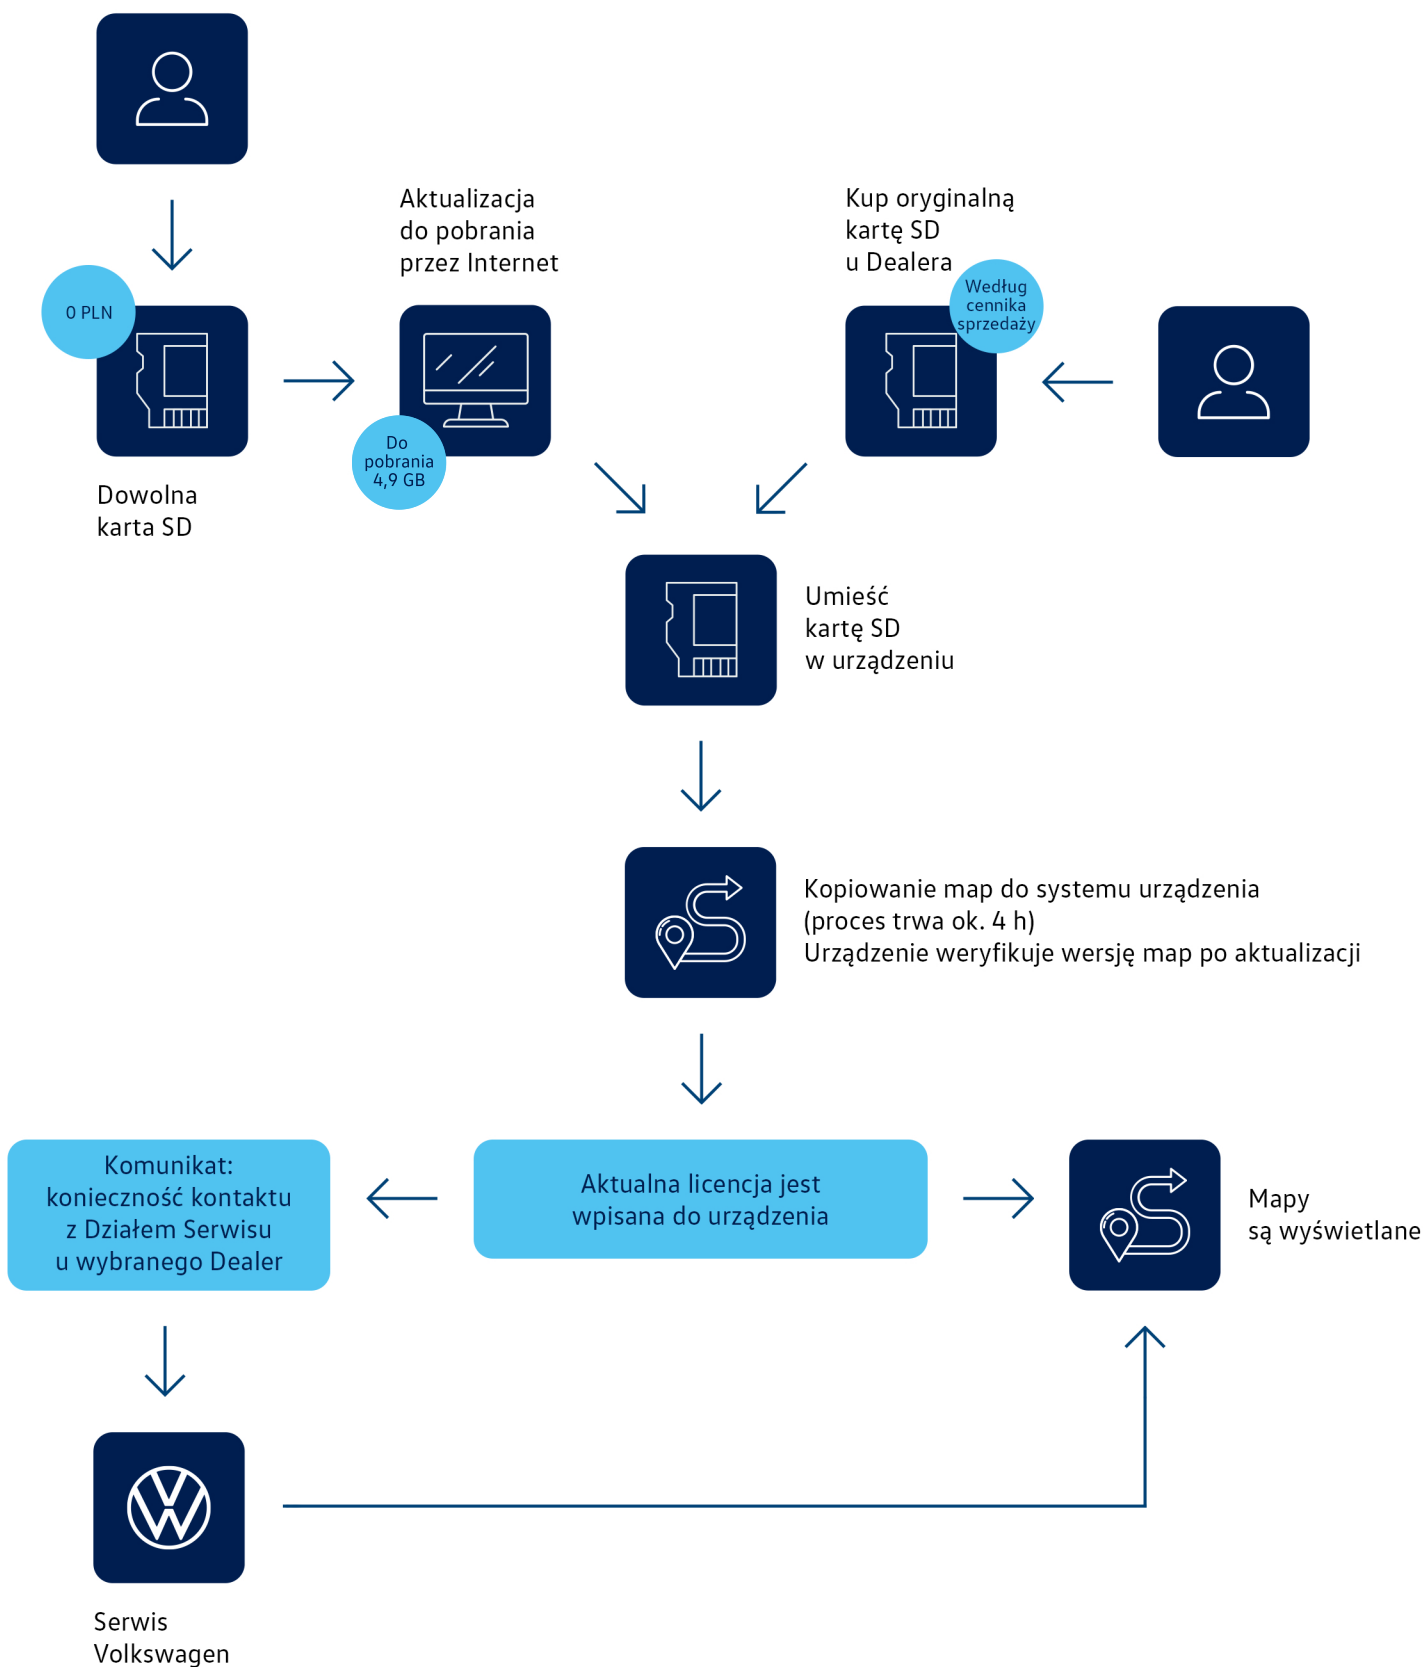 Aktualizacja
do pobrania
przez Internet
Kup oryginalną
kartę SD
u Dealera
0 PLN
Według
cennika
sprzedaży
Do
pobrania
4,9 GB
Dowolna
karta SD
Umieść
kartę SD
w urządzeniu
Kopiowanie map do systemu urządzenia
(proces trwa ok. 4 h)
Urządzenie weryfikuje wersję map po aktualizacji
Komunikat:
konieczność kontaktu
z Działem Serwisu
u wybranego Dealer
Aktualna licencja jest
wpisana do urządzenia
Mapy
są wyświetlane
Serwis
Volkswagen